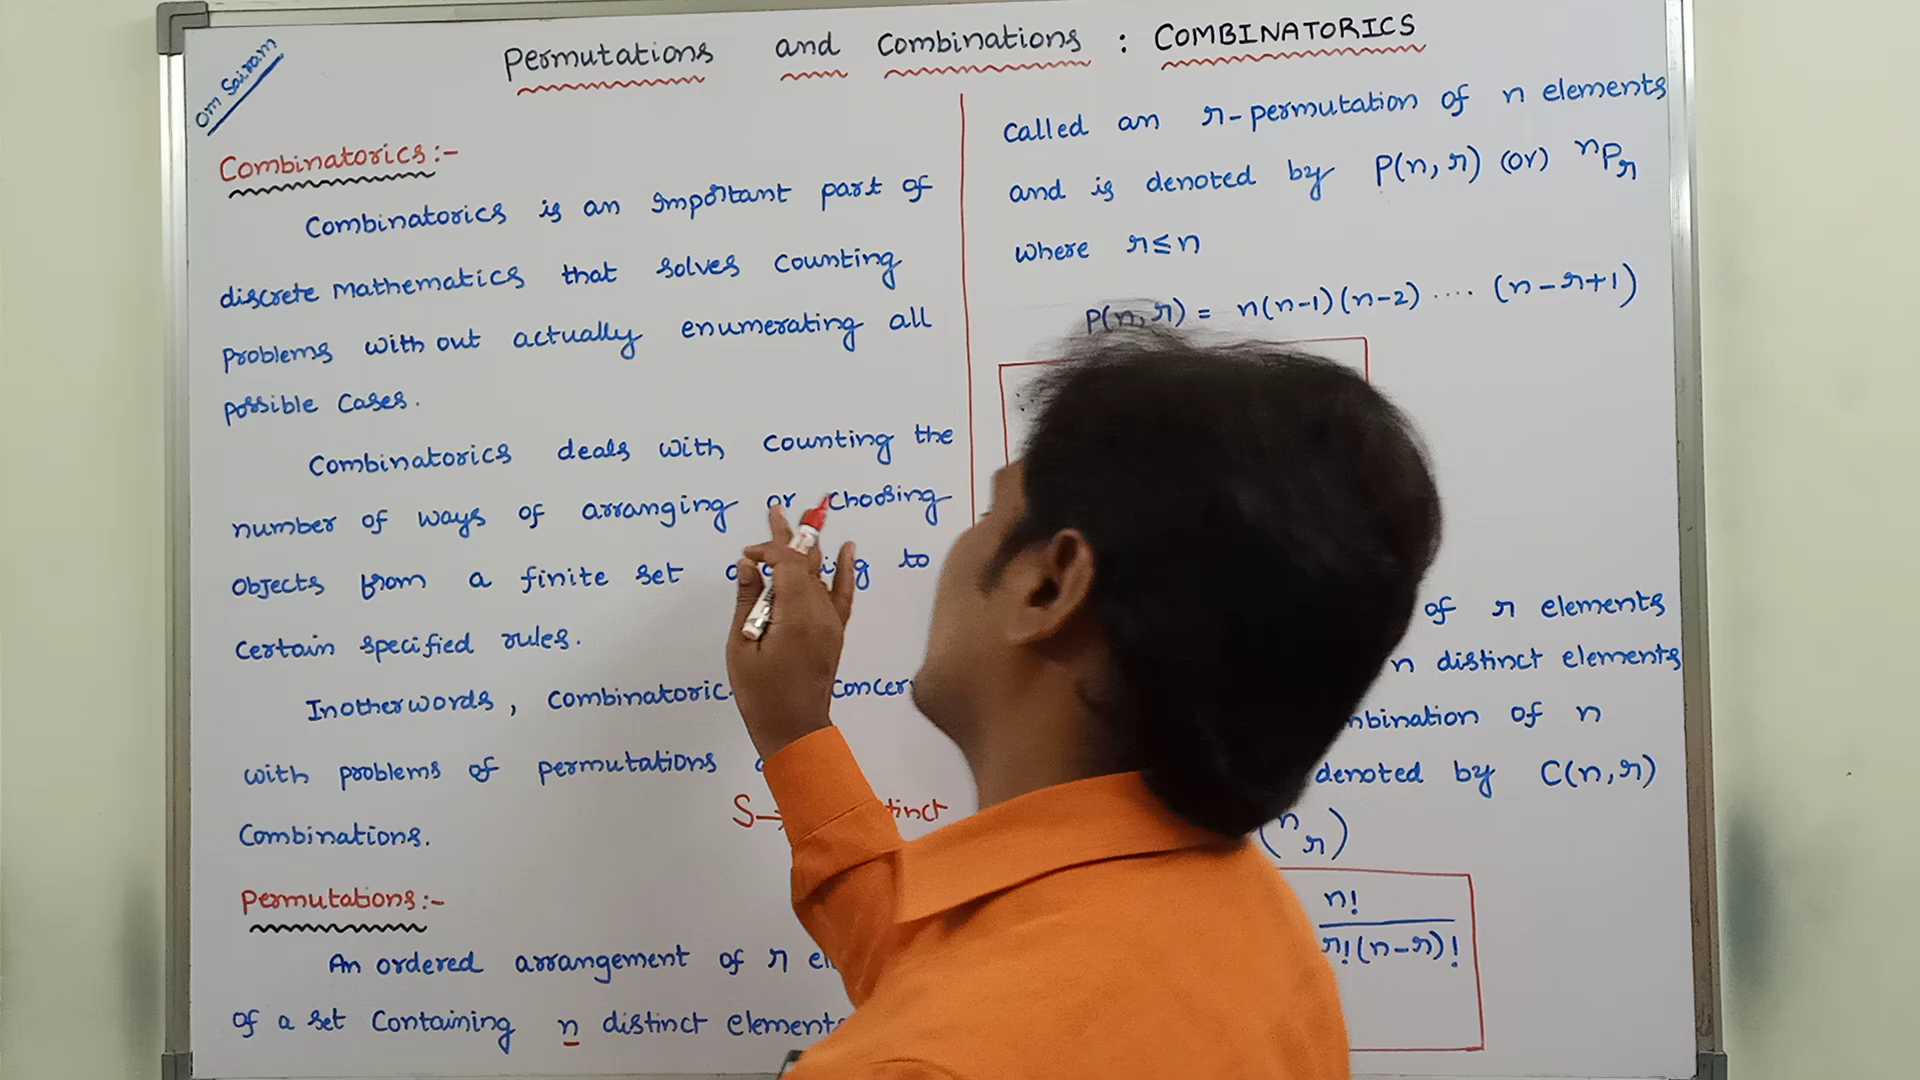 Om Sairam
Permutations and Combinations : COMBINATORICS
Combinatorics :-
Combinatorics is an important part of
discrete Mathematics that solves counting
problems without actually enumerating all
possible cases.
Combinatorics deals with counting the
number of ways of arranging or choosing
objects from a finite set to
certain specified rules.
Inotherwords,
with problems of permutations
Combinations.
S→
Permutations :-
An ordered arrangement of r
of a set containing n distinct
called an r-permutation of n elements
and is denoted by P(n, r) (or) nPr
where r≤n
P(n, r) = n(n-1)(n-2) .... (n-r+1)
of r elements
n distinct elements
of n
denoted by C(n, r)
(n r)
n!
r!(n-r)!